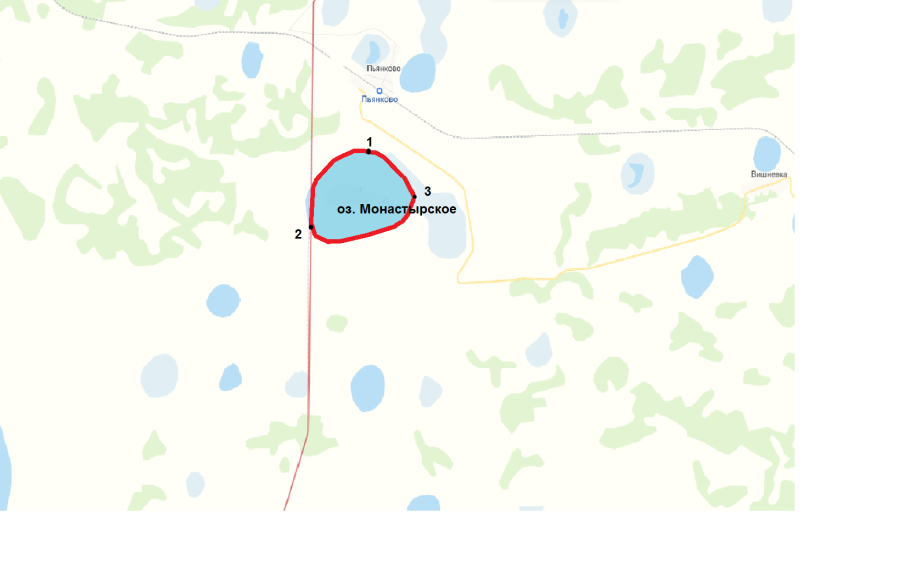 Пьянково
Пьянково
1
Вишневка
3
оз. Монастырское
2